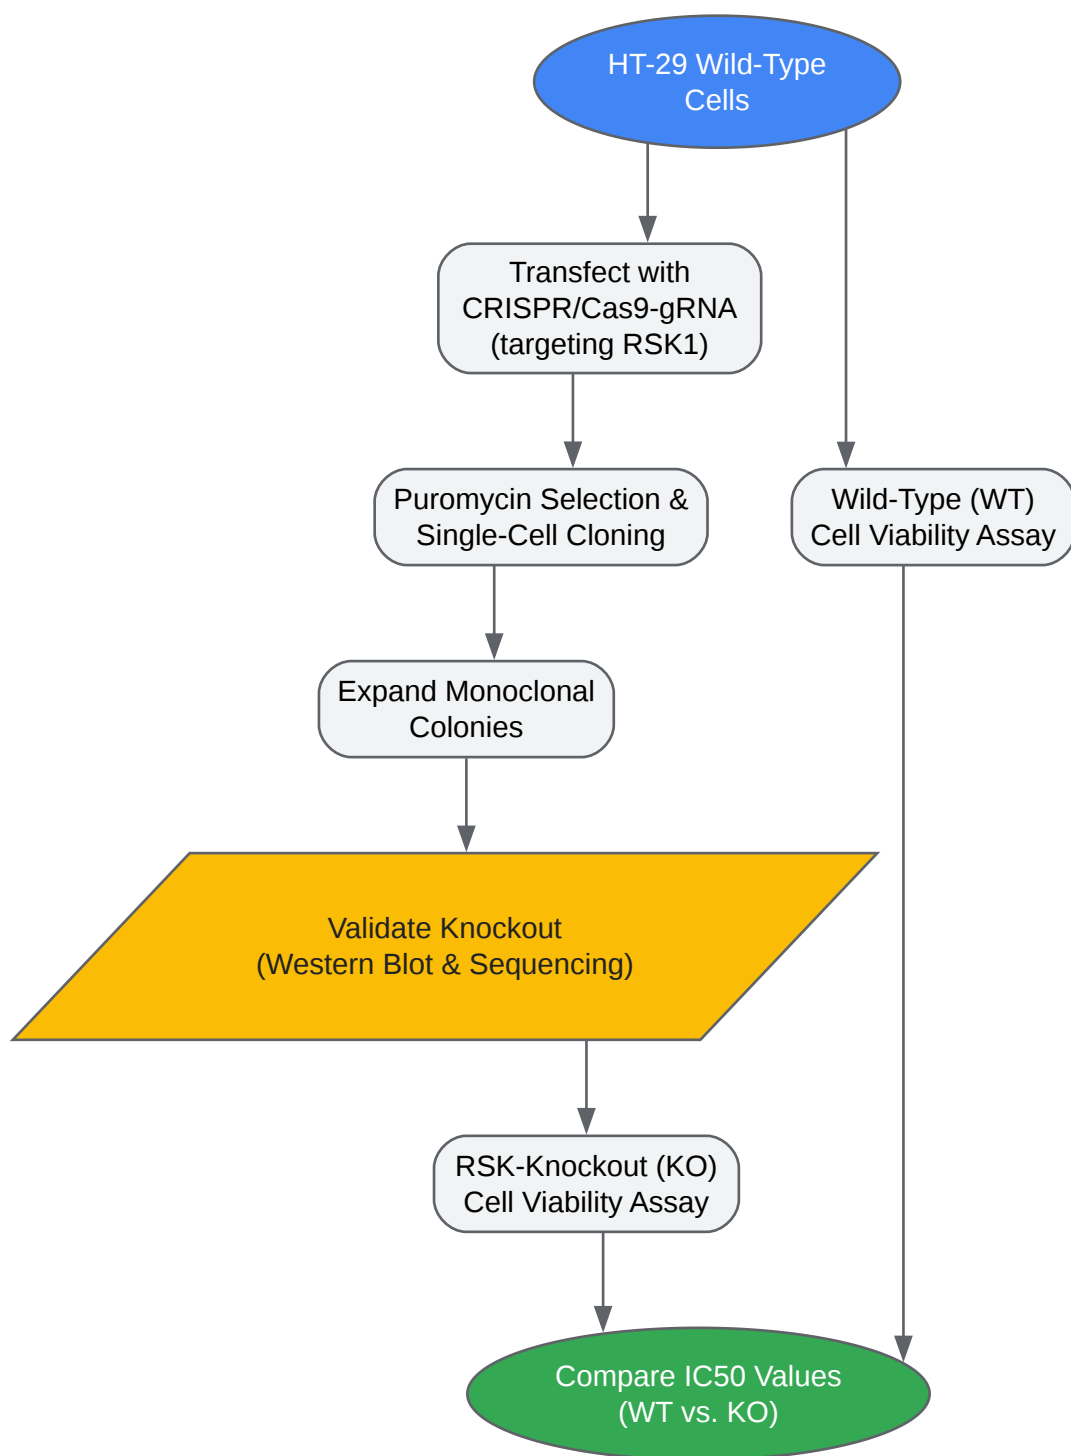 HT-29 Wild-Type
Cells
Transfect with
CRISPR/Cas9-gRNA
(targeting RSK1)
Puromycin Selection &
Single-Cell Cloning
Wild-Type (WT)
Cell Viability Assay
Expand Monoclonal
Colonies
Validate Knockout
(Western Blot & Sequencing)
RSK-Knockout (KO)
Cell Viability Assay
Compare IC50 Values
(WT vs. KO)